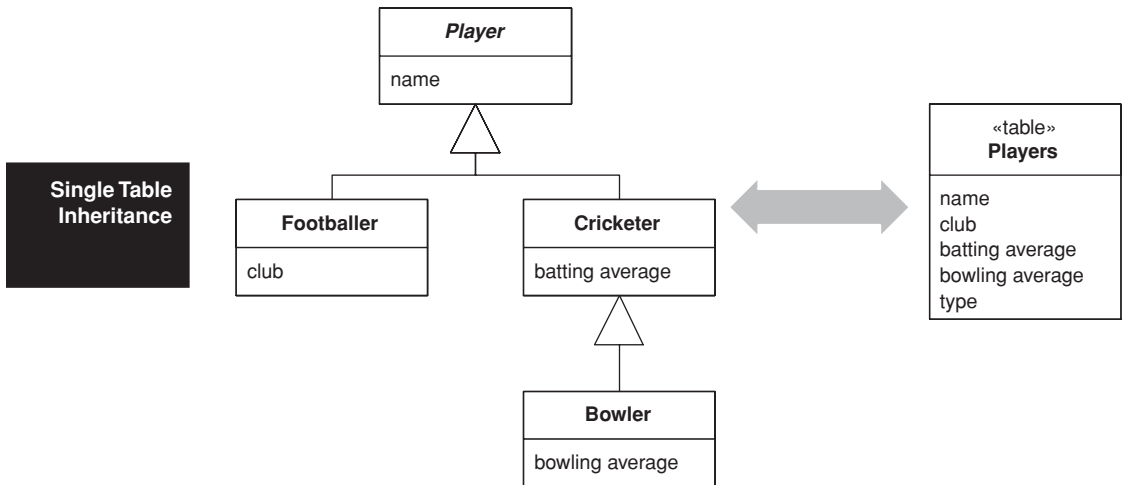 Player
name
Single Table
Inheritance
Footballer
club
Cricketer
batting average
Bowler
bowling average
«table»
Players
name
club
batting average
bowling average
type